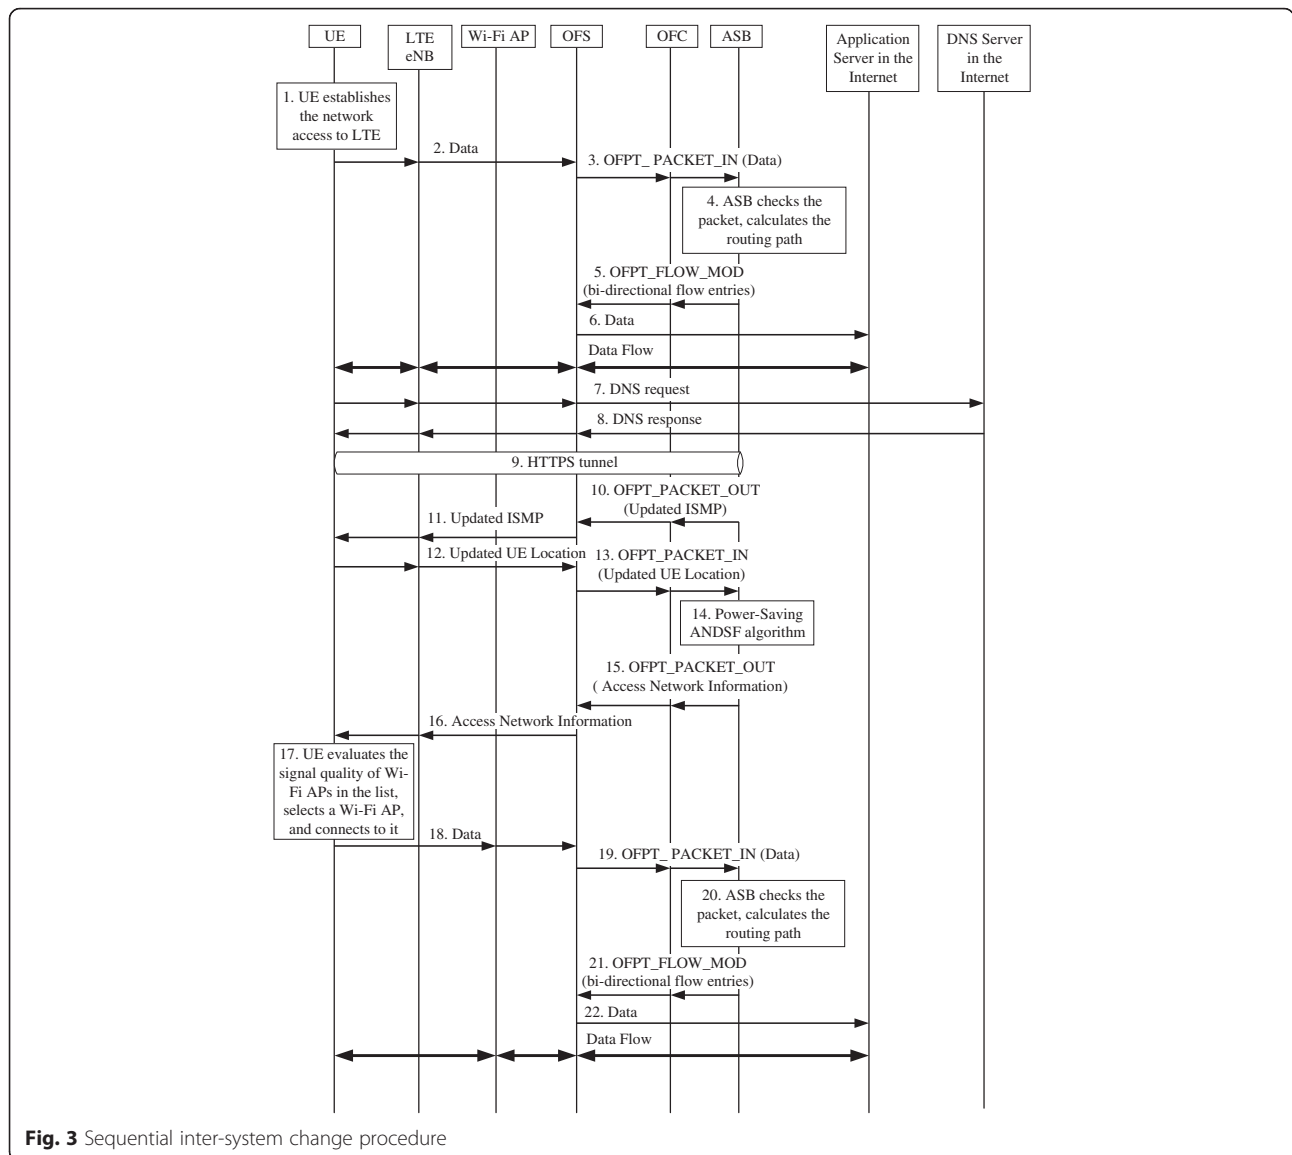 UE
LTE
eNB
Wi-Fi AP
OFS
OFC
ASB
Application
Server in the
Internet
DNS Server
in the
Internet
1. UE establishes
the network
access to LTE
2. Data
3. OFPT_ PACKET_IN (Data)
4. ASB checks the
packet, calculates the
routing path
5. OFPT_FLOW_MOD
(bi-directional flow entries)
6. Data
Data Flow
7. DNS request
8. DNS response
9. HTTPS tunnel
10. OFPT_PACKET_OUT
(Updated ISMP)
11. Updated ISMP
12. Updated UE Location
13. OFPT_PACKET_IN
(Updated UE Location)
14. Power-Saving
ANDSF algorithm
15. OFPT_PACKET_OUT
( Access Network Information)
16. Access Network Information
17. UE evaluates the
signal quality of Wi-
Fi APs in the list,
selects a Wi-Fi AP,
and connects to it
18. Data
19. OFPT_ PACKET_IN (Data)
20. ASB checks the
packet, calculates the
routing path
21. OFPT_FLOW_MOD
(bi-directional flow entries)
22. Data
Data Flow
Fig. 3 Sequential inter-system change procedure